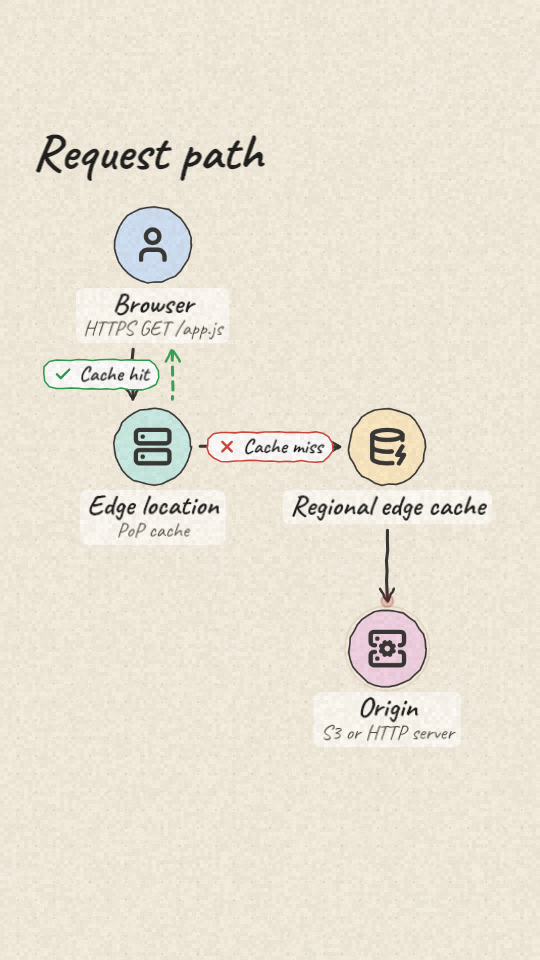 Request path
Browser
HTTPS GET /app.js
Cache hit
Cache miss
Edge location
PoP cache
Regional edge cache
Origin
S3 or HTTP server